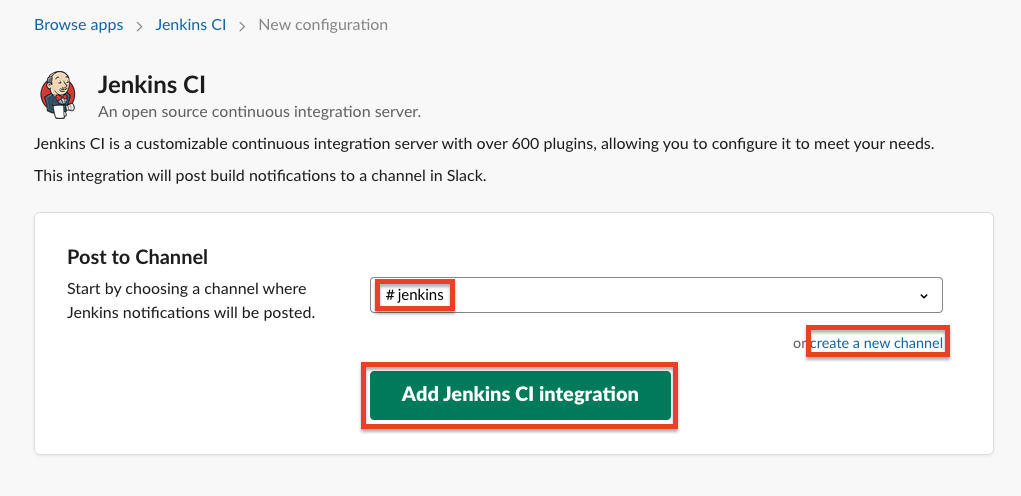 Browse apps > Jenkins CI > New configuration
Jenkins CI
An open source continuous integration server.
Jenkins CI is a customizable continuous integration server with over 600 plugins, allowing you to configure it to meet your needs.
This integration will post build notifications to a channel in Slack.
Post to Channel
Start by choosing a channel where
Jenkins notifications will be posted.
# jenkins
or create a new channel
Add Jenkins CI integration